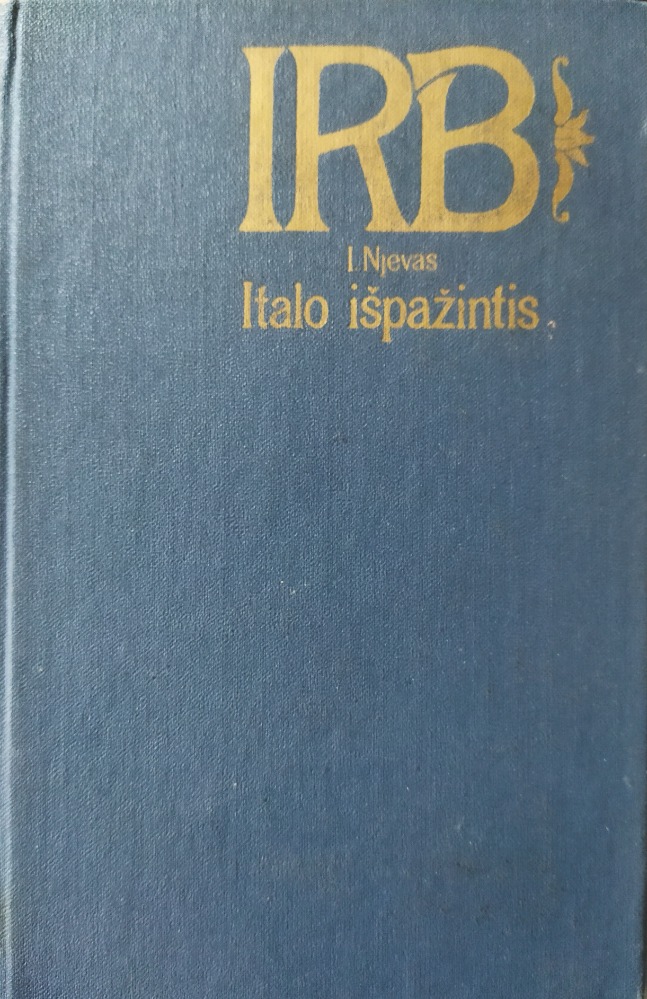 IRB
I. Njevas
Italo išpažintis